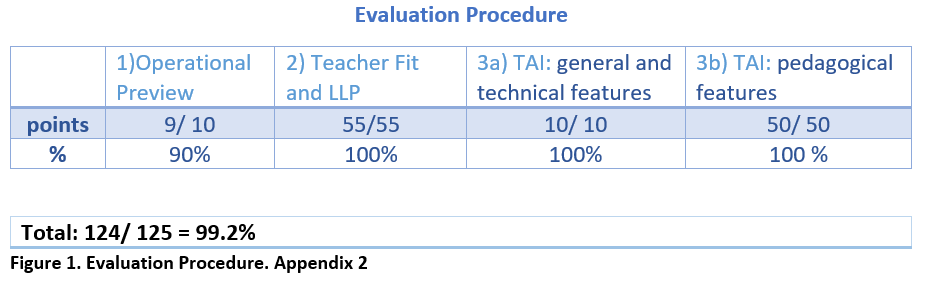 Evaluation Procedure
1)Operational Preview 2) Teacher Fit and LLP 3a) TAI: general and technical features 3b) TAI: pedagogical features
points 9/ 10 55/55 10/ 10 50/ 50
% 90% 100% 100% 100 %
Total: 124/ 125 = 99.2%
Figure 1. Evaluation Procedure. Appendix 2